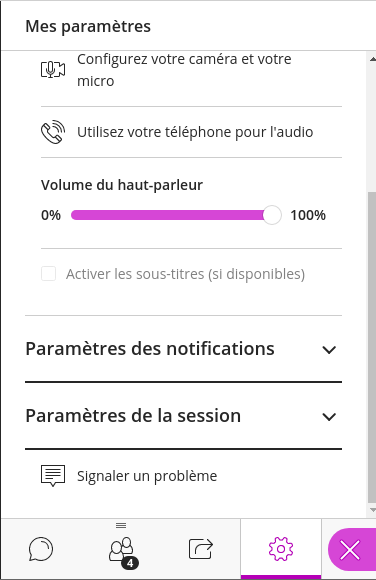 Mes paramètres
Configurez votre caméra et votre
micro
Utilisez votre téléphone pour l'audio
Volume du haut-parleur
0% 100%
Activer les sous-titres (si disponibles)
Paramètres des notifications
Paramètres de la session
Signaler un problème
4